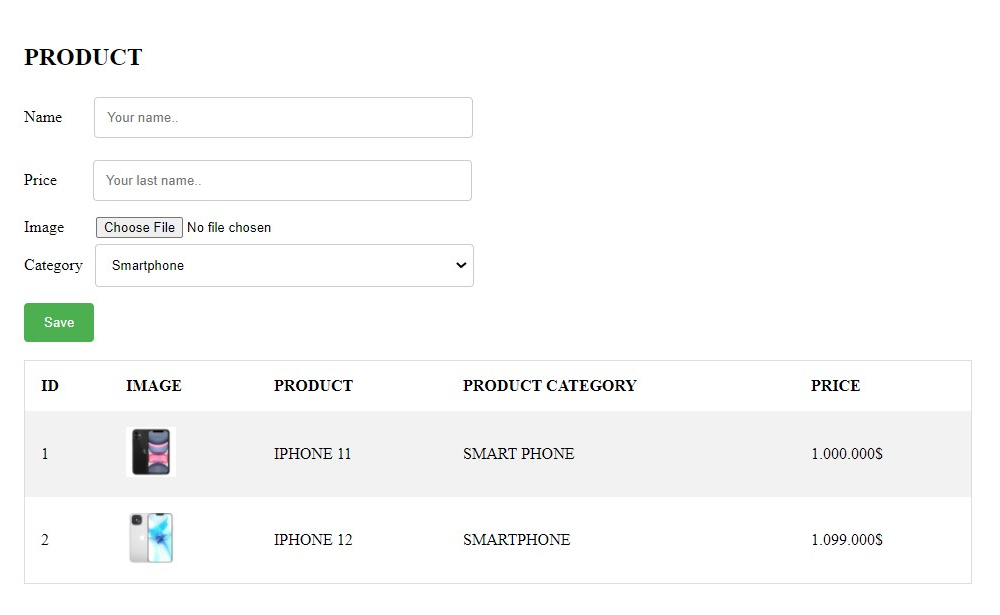 PRODUCT
Name Your name..
Price Your last name..
Image Choose File No file chosen
Category Smartphone
Save
ID IMAGE PRODUCT PRODUCT CATEGORY PRICE
1 IPHONE 11 SMART PHONE 1.000.000$
2 IPHONE 12 SMARTPHONE 1.099.000$